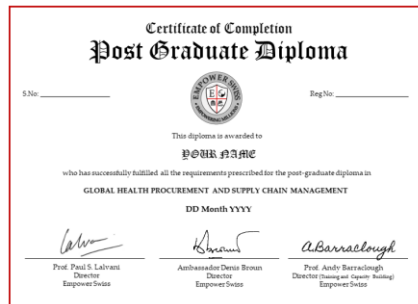 Certificate of Completion
Post Graduate Diploma
S.No:
Reg No:
EMPOWER SWISS
This diploma is awarded to
YOUR NAME
who has successfully fulfilled all the requirements prescribed for the post-graduate diploma in
GLOBAL HEALTH PROCUREMENT AND SUPPLY CHAIN MANAGEMENT
DD Month YYYY
A.Barraclough
Prof. Paul S. Lalvani
Director
Empower Swiss
Ambassador Denis Broun
Director
Empower Swiss
Prof. Andy Barraclough
Director (Training and Capacity Building)
Empower Swiss